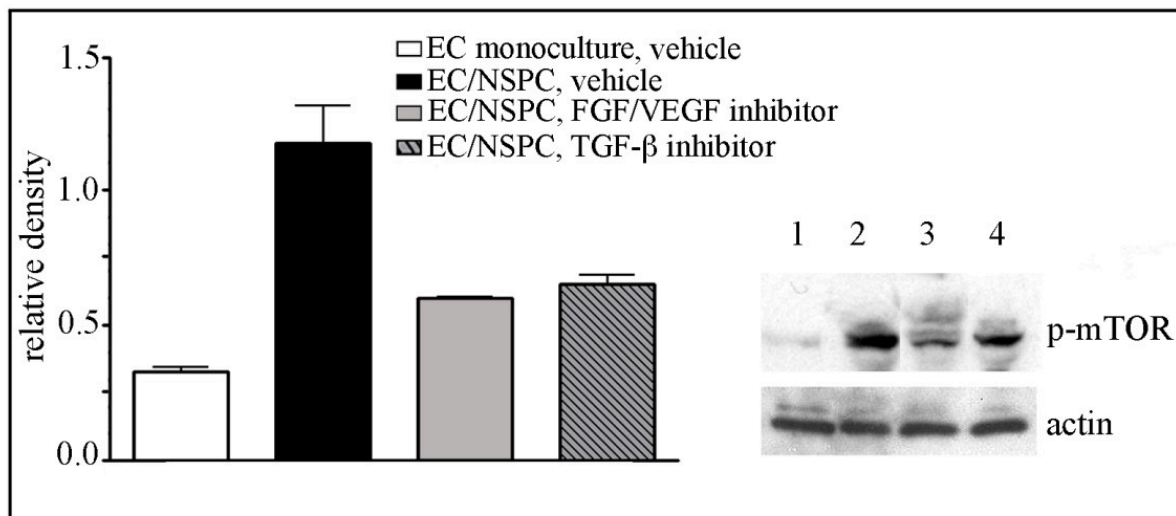 1.5
1.0
0.5
0.0
relative density
EC monoculture, vehicle
EC/NSPC, vehicle
EC/NSPC, FGF/VEGF inhibitor
EC/NSPC, TGF-β inhibitor
1 2 3 4
p-mTOR
actin